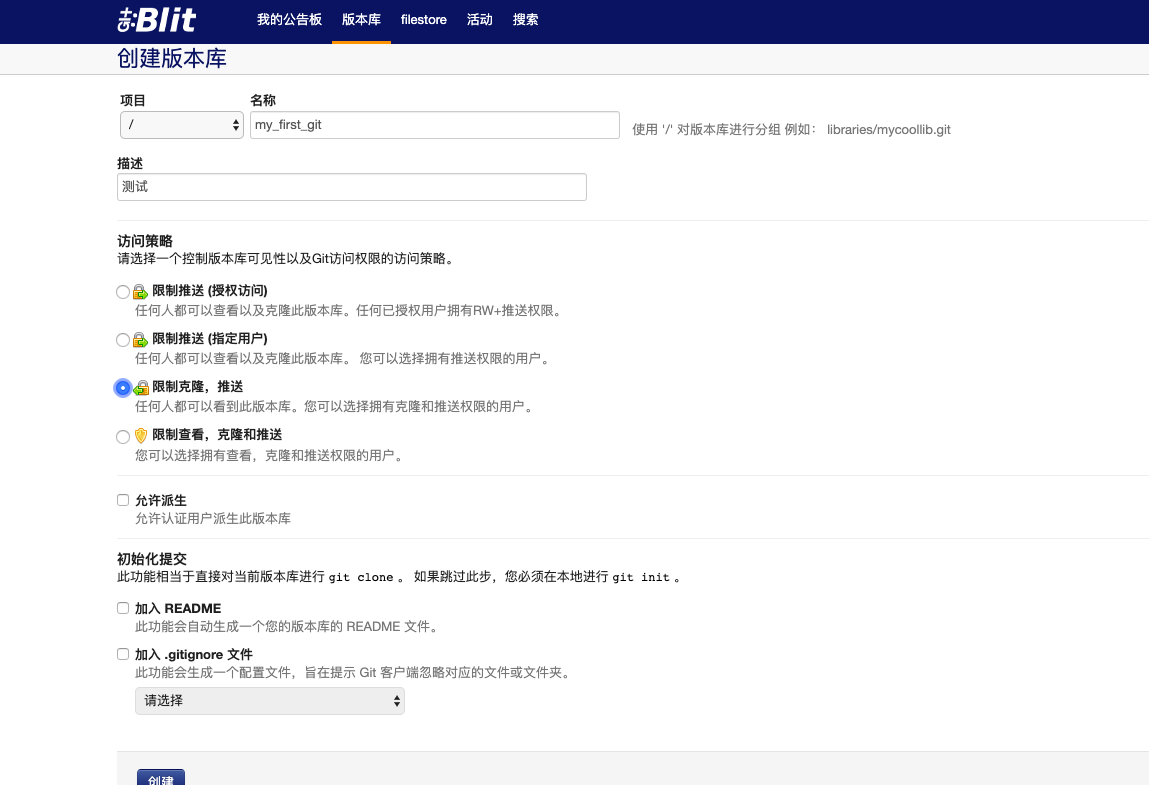 git:Blit 我的公告板 版本库 filestore 活动 搜索
创建版本库
项目 名称
/ my_first_git 使用 '/' 对版本库进行分组 例如： libraries/mycoollib.git
描述
测试
访问策略
请选择一个控制版本库可见性以及Git访问权限的访问策略。
限制推送 (授权访问)
任何人都可以查看以及克隆此版本库。任何已授权用户拥有RW+推送权限。
限制推送 (指定用户)
任何人都可以查看以及克隆此版本库。 您可以选择拥有推送权限的用户。
限制克隆，推送
任何人都可以看到此版本库。您可以选择拥有克隆和推送权限的用户。
限制查看，克隆和推送
您可以选择拥有查看，克隆和推送权限的用户。
允许派生
允许认证用户派生此版本库
初始化提交
此功能相当于直接对当前版本库进行 git clone 。 如果跳过此步，您必须在本地进行 git init 。
加入 README
此功能会自动生成一个您的版本库的 README 文件。
加入 .gitignore 文件
此功能会生成一个配置文件，旨在提示 Git 客户端忽略对应的文件或文件夹。
请选择
创建